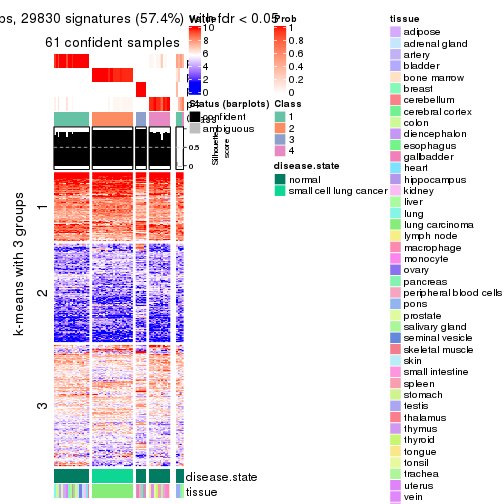 ps, 29830 signatures (57.4%) with fdr < 0.05
61 confident samples
Value
10
8
6
4
2
0
Prob
1
0.8
0.6
0.4
0.2
0
Status (barplots)
confident
ambiguous
Class
1
2
3
4
disease.state
normal
small cell lung cancer
0.5
0
Silhouette
score
k-means with 3 groups
1
2
3
disease.state
tissue
tissue
adipose
adrenal gland
artery
bladder
bone marrow
breast
cerebellum
cerebral cortex
colon
diencephalon
esophagus
gallbladder
heart
hippocampus
kidney
liver
lung
lung carcinoma
lymph node
macrophage
monocyte
ovary
pancreas
peripheral blood cells
pons
prostate
salivary gland
seminal vesicle
skeletal muscle
skin
small intestine
spleen
stomach
testis
thalamus
thymus
thyroid
tongue
tonsil
trachea
uterus
vein